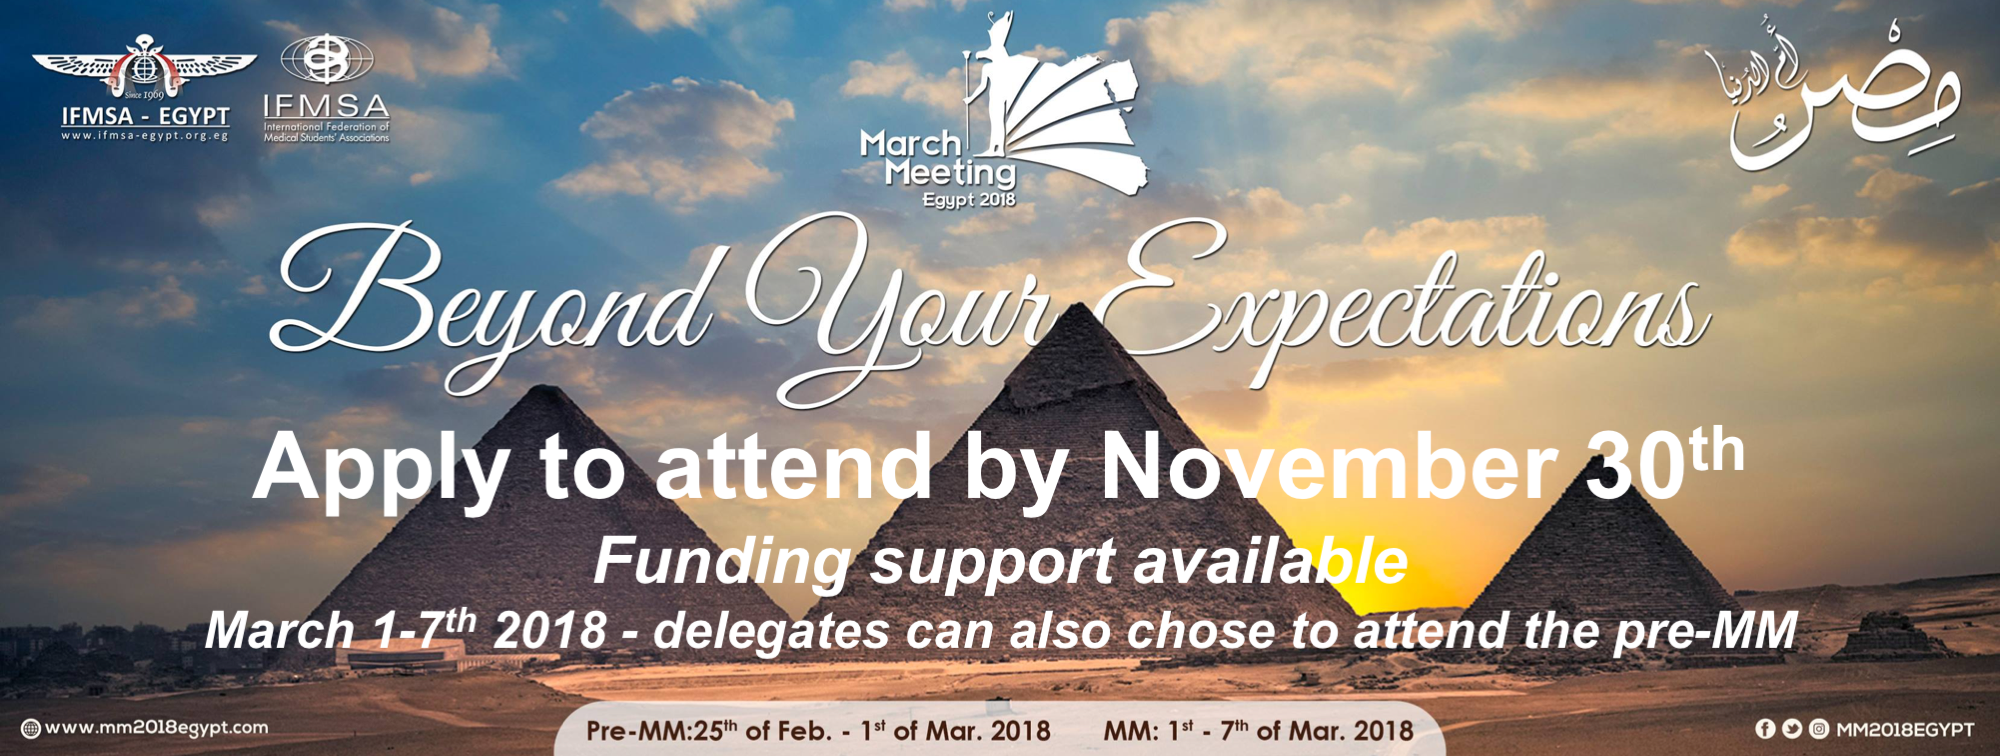 Since 1969
IFMSA - EGYPT
www.ifmsa-egypt.org.eg
IFMSA
International Federation of
Medical Students' Associations
March
Meeting
Egypt 2018
مصر أم الدنيا
Beyond Your Expectations
Apply to attend by November 30th
Funding support available
March 1-7th 2018 - delegates can also chose to attend the pre-MM
www.mm2018egypt.com
Pre-MM:25th of Feb. - 1st of Mar. 2018 MM: 1st - 7th of Mar. 2018
MM2018EGYPT